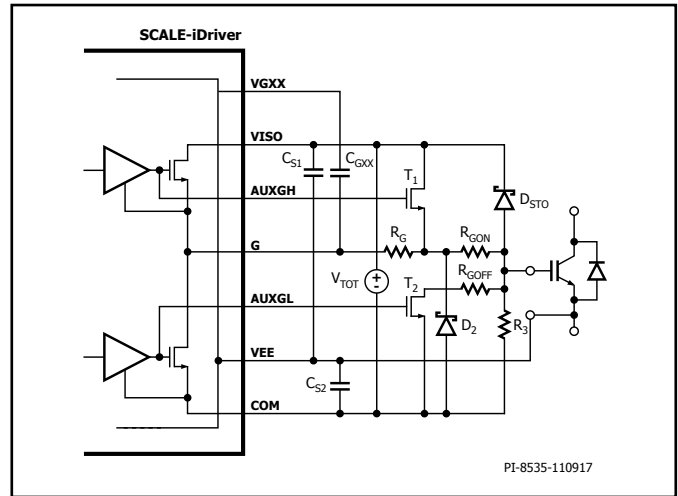 SCALE-iDriver
VGXX
VISO
CS1
CGXX
T1
DSTO
AUXGH
RG
RGON
G
RGOFF
VTOT
+
-
T2
AUXGL
D2
R3
VEE
CS2
COM
PI-8535-110917